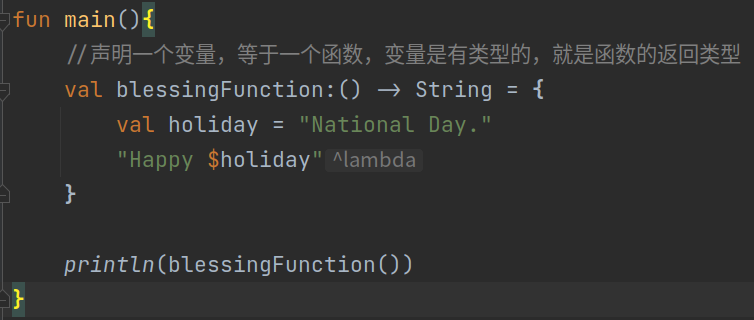 fun main(){
    //声明一个变量，等于一个函数，变量是有类型的，就是函数的返回类型
    val blessingFunction:() -> String = {
        val holiday = "National Day."
        "Happy $holiday" ^lambda
    }
    println(blessingFunction())
}